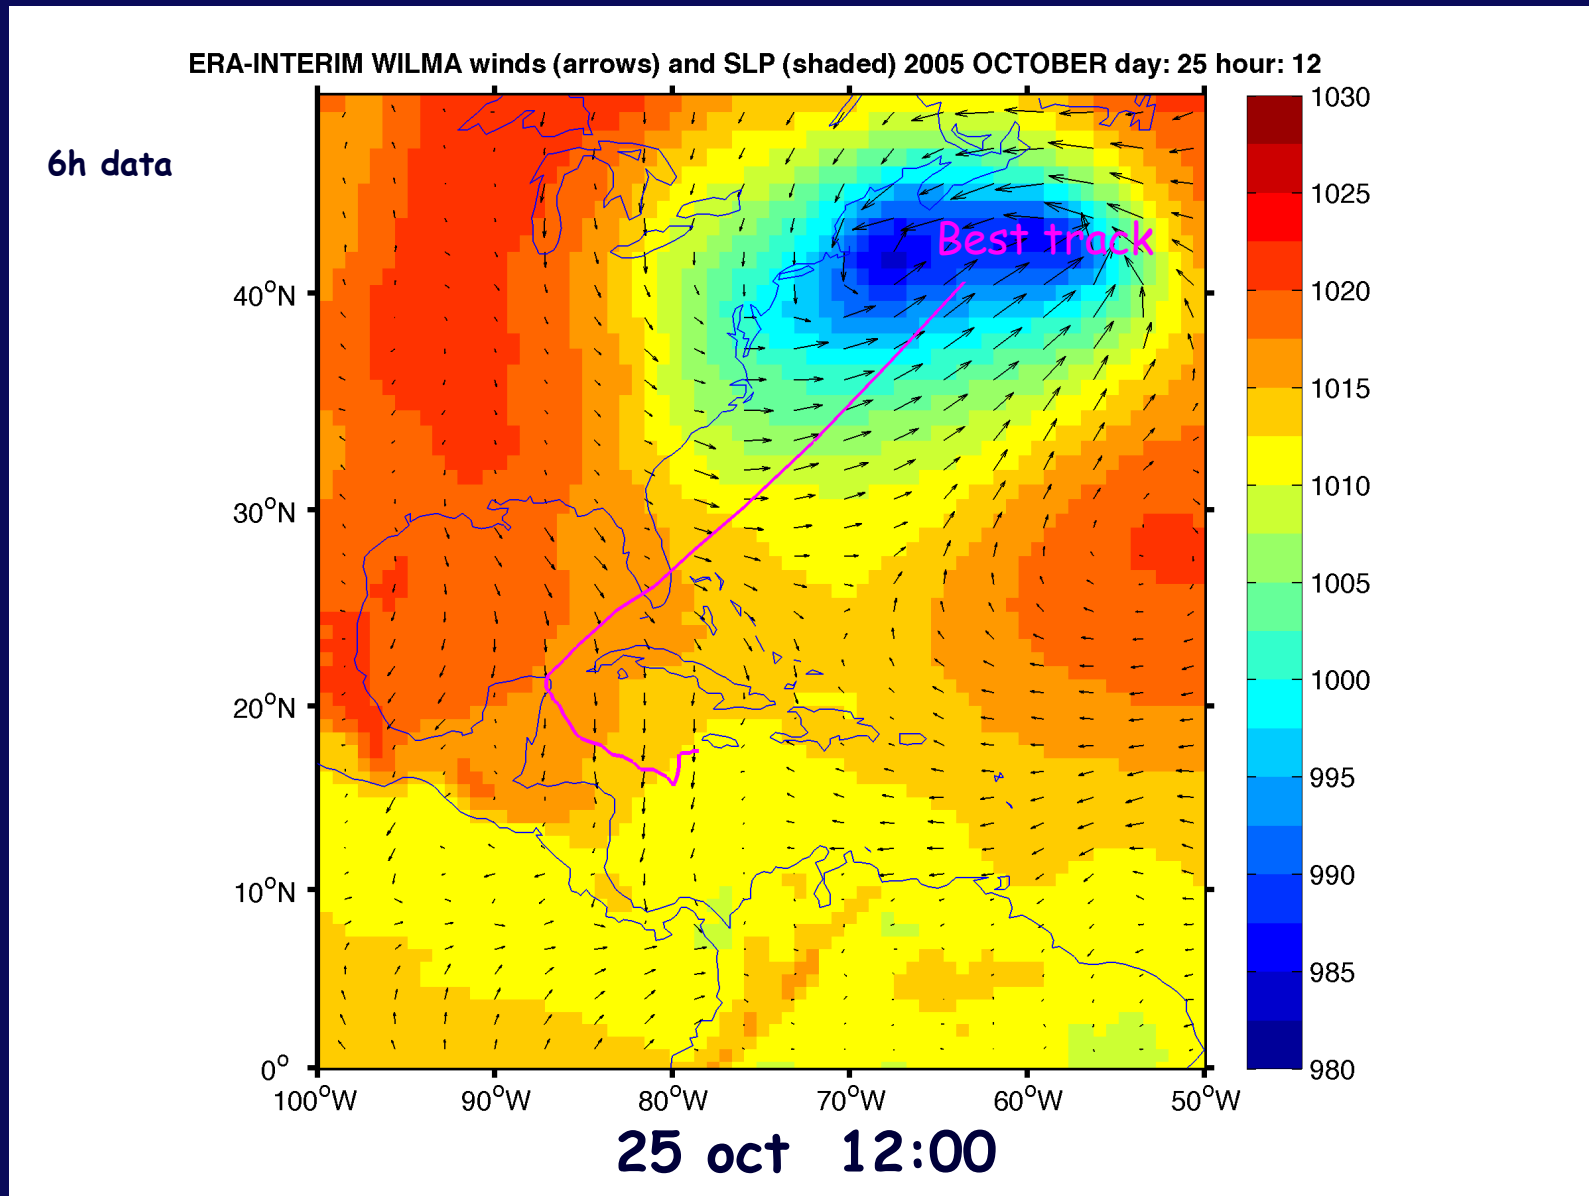 ERA-INTERIM WILMA winds (arrows) and SLP (shaded) 2005 OCTOBER day: 25 hour: 12
6h data
Best track
40°N
30°N
20°N
10°N
0°
100°W 90°W 80°W 70°W 60°W 50°W
1030
1025
1020
1015
1010
1005
1000
995
990
985
980
25 oct 12:00